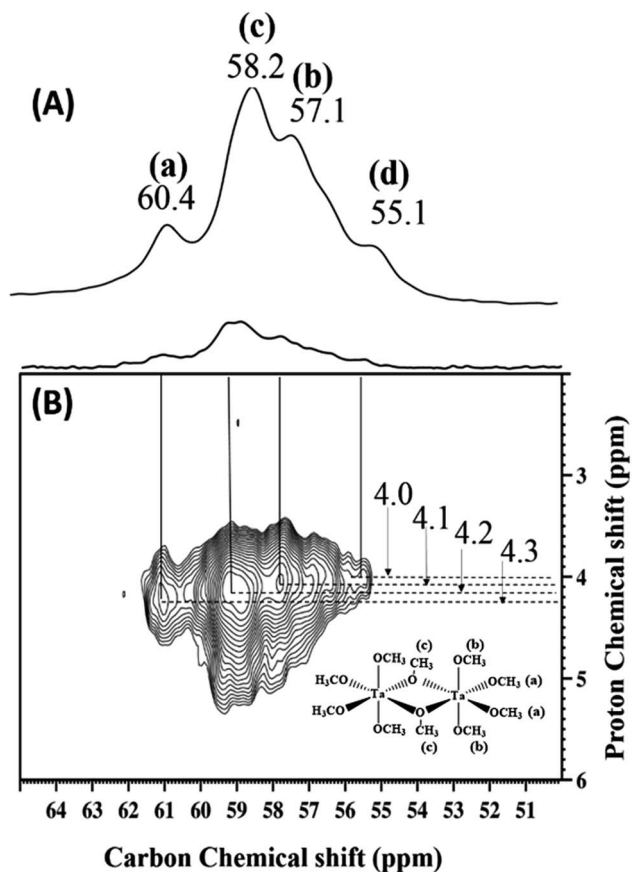 (A)
(c)
58.2
(b)
57.1
(a)
60.4
(d)
55.1
(B)
3
4.0
4.1
4.2
4.3
4
5
6
(c) (b)
CH3
OCH3 O OCH3
H3CO OCH3 (a)
Ta Ta
H3CO O OCH3 (a)
OCH3 CH3 OCH3
(c) (b)
Proton Chemical shift (ppm)
64 63 62 61 60 59 58 57 56 55 54 53 52 51
Carbon Chemical shift (ppm)